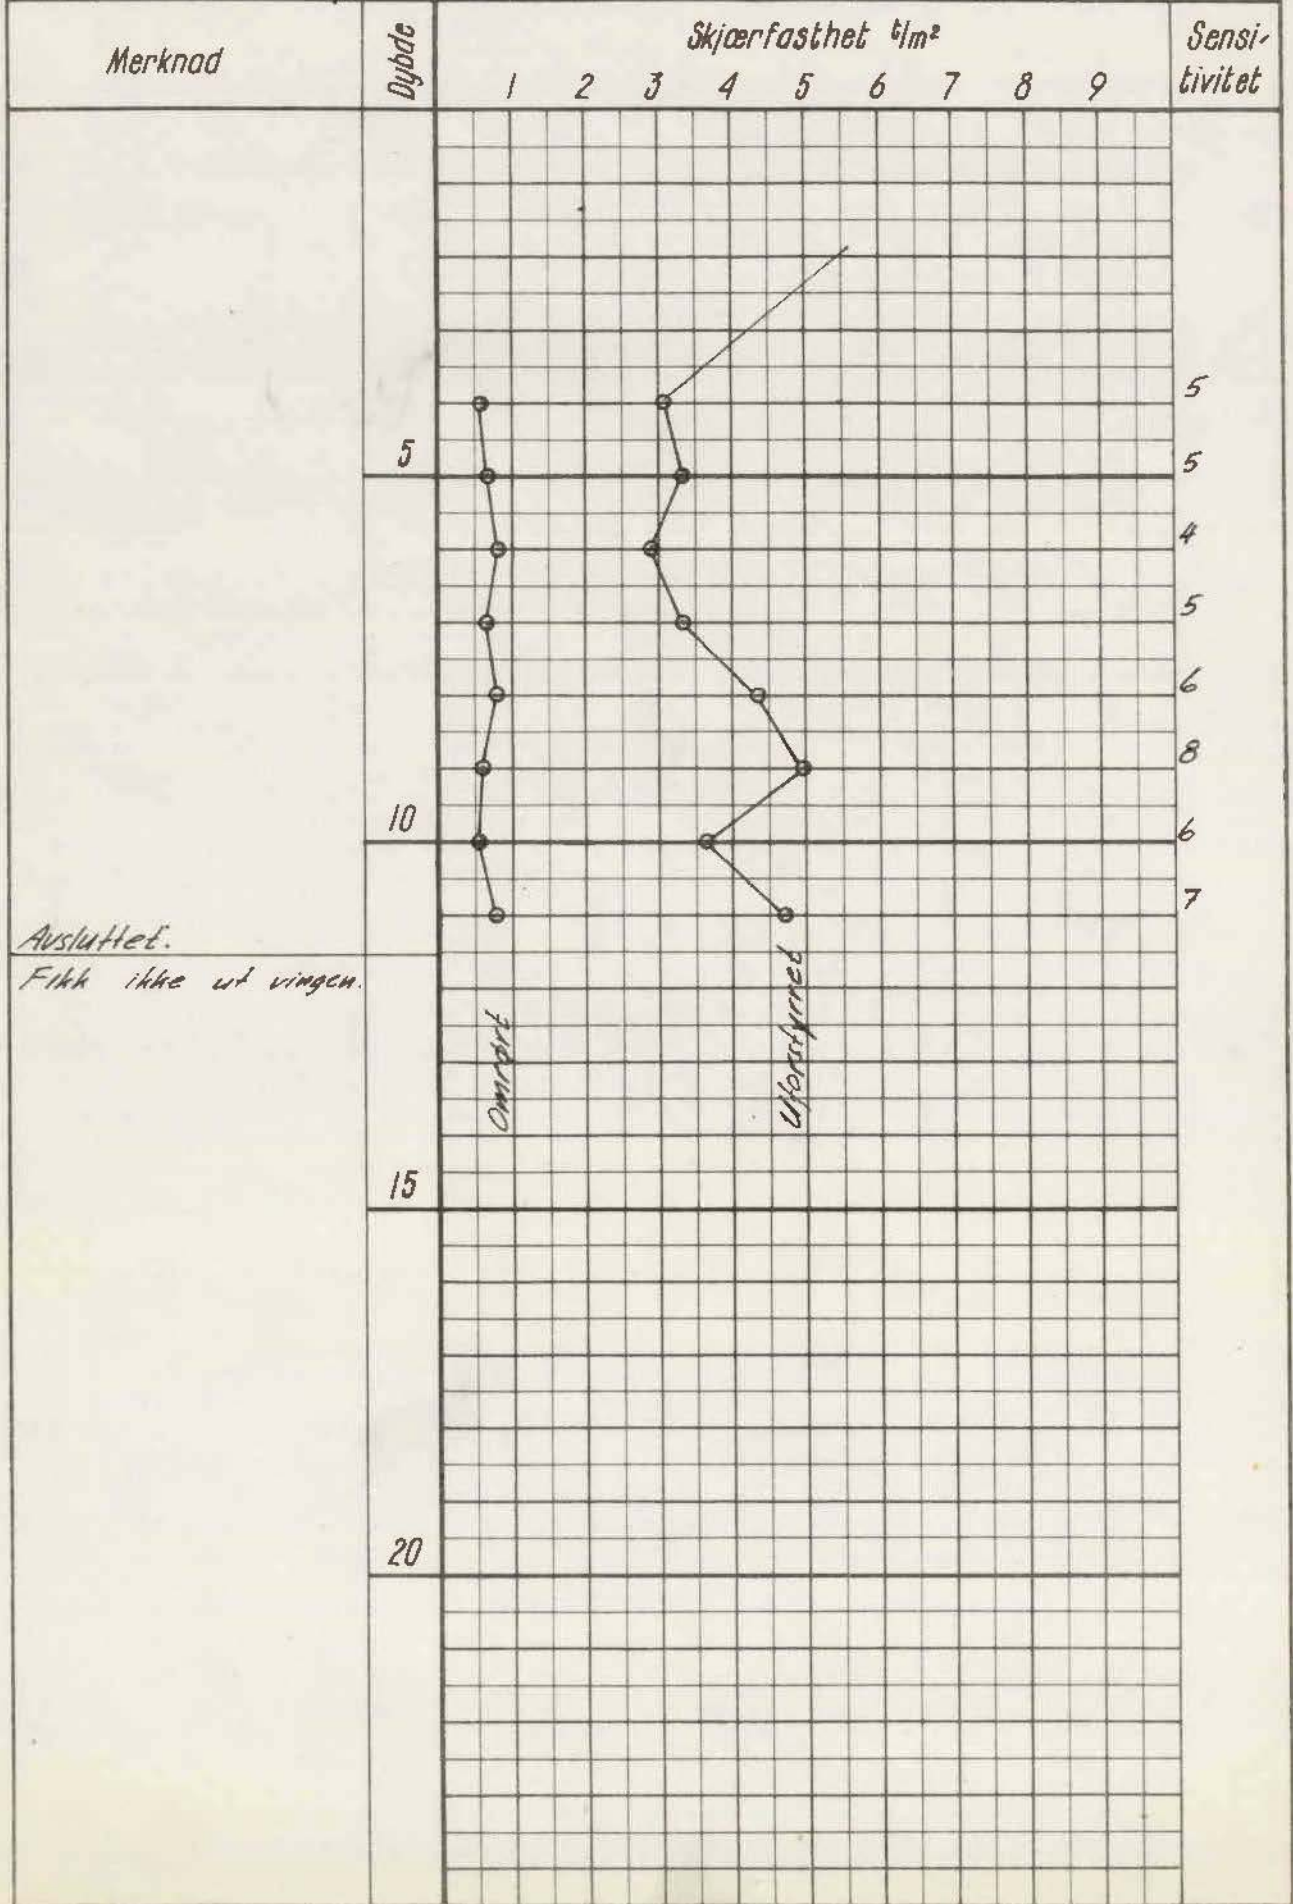 Merknad
Dybde
Skjærfasthet t/m²
Sensi-
tivitet
1 2 3 4 5 6 7 8 9
5
5
5
4
5
6
8
10
6
7
Avsluttet.
Fikk ikke ut vingen.
Omrørt
Uforstyrret
15
20